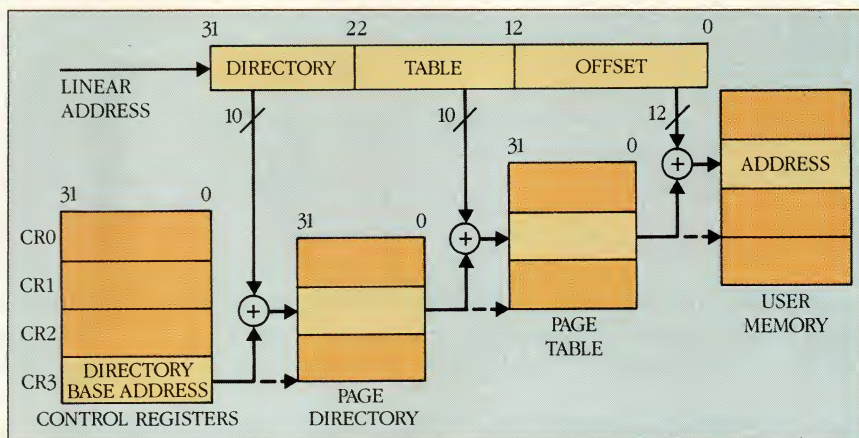 31 22 12 0
DIRECTORY TABLE OFFSET
LINEAR
ADDRESS
10 10 12
31 0
ADDRESS
31 0
31 0
CR0
CR1
CR2
CR3
DIRECTORY
BASE ADDRESS
CONTROL REGISTERS
PAGE
DIRECTORY
PAGE
TABLE
USER
MEMORY
+
+
+